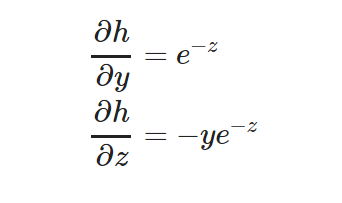 ∂h/∂y = e^{-z}
∂h/∂z = -ye^{-z}